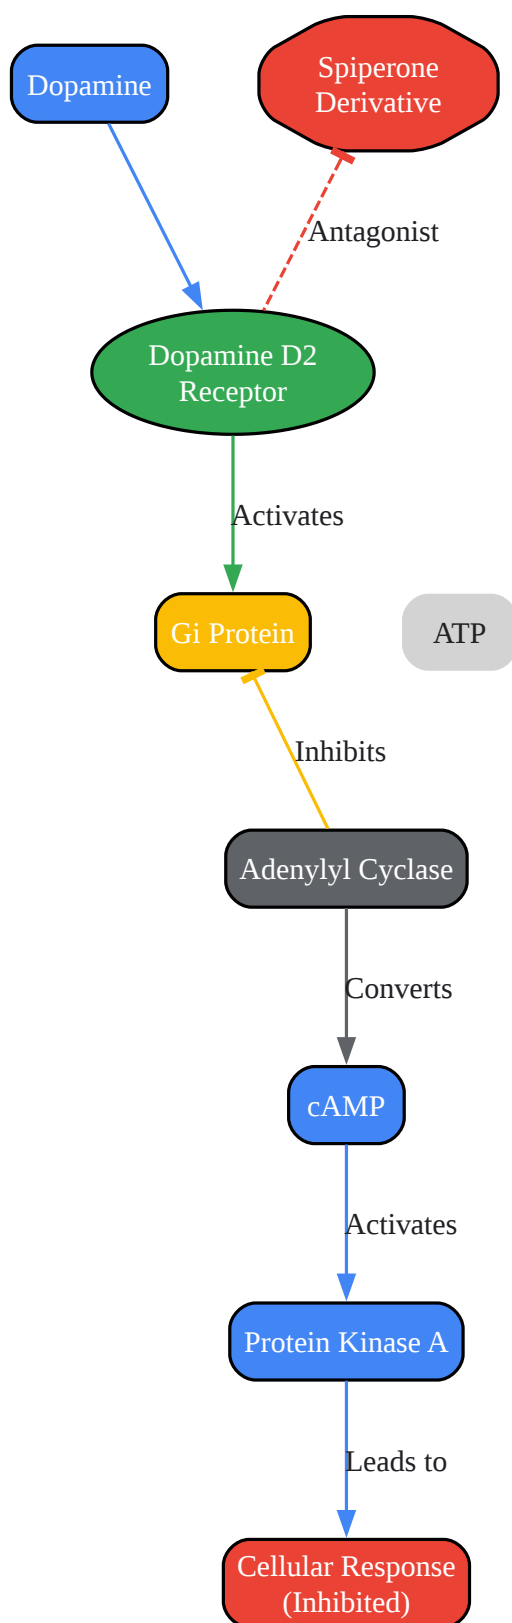 Dopamine
Spiperone
Derivative
Antagonist
Dopamine D2
Receptor
Activates
Gi Protein
ATP
Inhibits
Adenylyl Cyclase
Converts
cAMP
Activates
Protein Kinase A
Leads to
Cellular Response
(Inhibited)